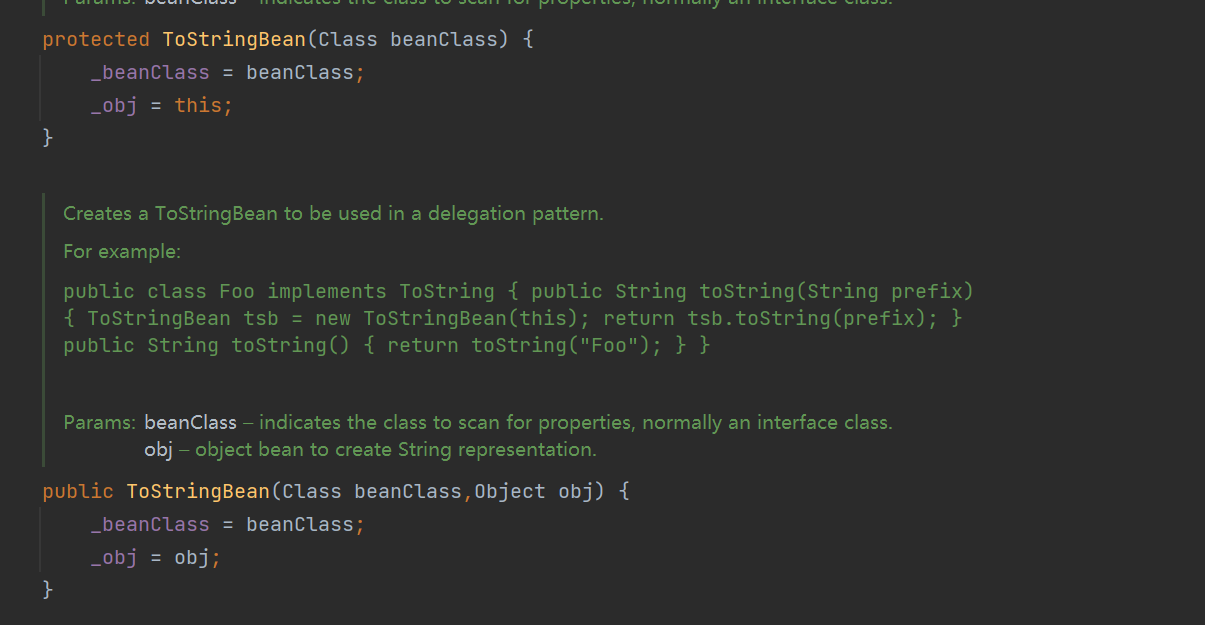 Params: beanClass – indicates the class to scan for properties, normally an interface class.
protected ToStringBean(Class beanClass) {
_beanClass = beanClass;
_obj = this;
}
Creates a ToStringBean to be used in a delegation pattern.
For example:
public class Foo implements ToString { public String toString(String prefix)
{ ToStringBean tsb = new ToStringBean(this); return tsb.toString(prefix); }
public String toString() { return toString("Foo"); } }
Params: beanClass – indicates the class to scan for properties, normally an interface class.
obj – object bean to create String representation.
public ToStringBean(Class beanClass,Object obj) {
_beanClass = beanClass;
_obj = obj;
}